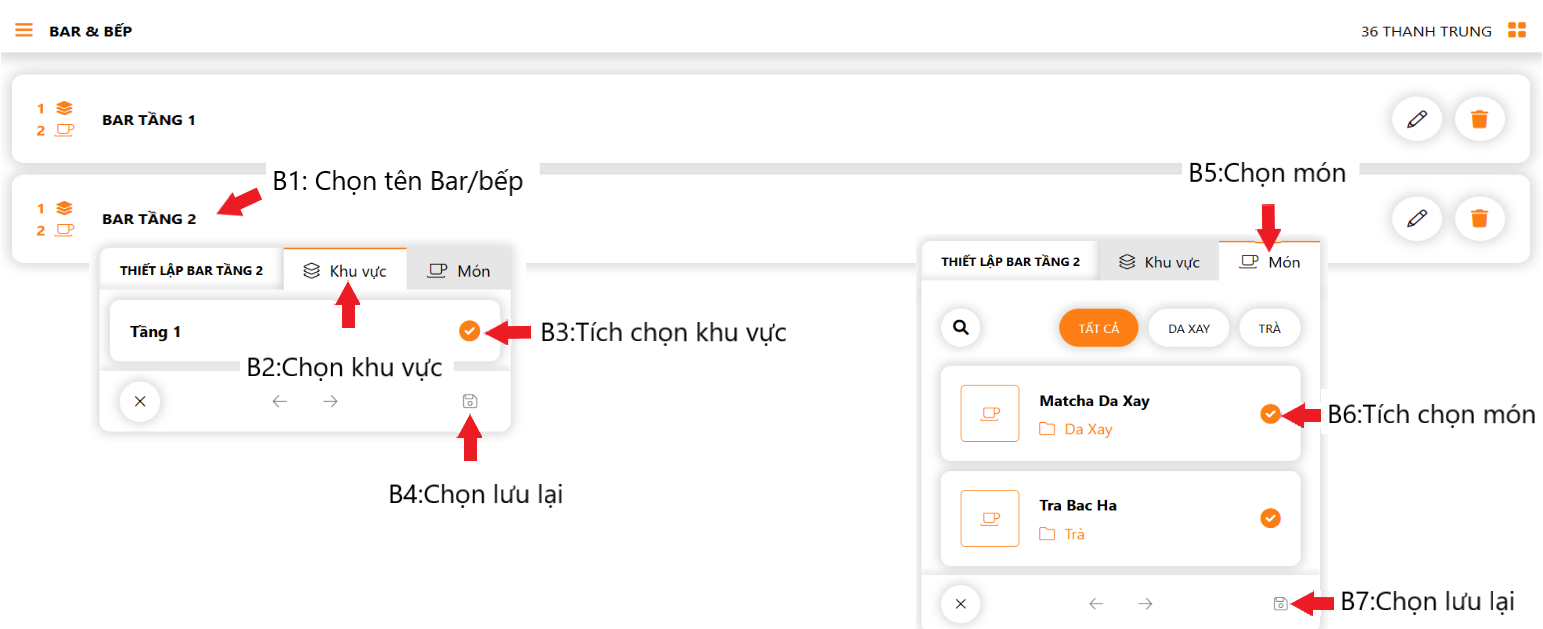 BAR & BẾP
36 THANH TRUNG
1
2
BAR TẦNG 1
B1: Chọn tên Bar/bếp
B5:Chọn món
1
2
BAR TẦNG 2
THIẾT LẬP BAR TẦNG 2
Khu vực
Món
Tầng 1
B3:Tích chọn khu vực
B2:Chọn khu vực
B4:Chọn lưu lại
THIẾT LẬP BAR TẦNG 2
Khu vực
Món
TẤT CẢ
DA XAY
TRÀ
Matcha Da Xay
Da Xay
B6:Tích chọn món
Tra Bac Ha
Trà
B7:Chọn lưu lại